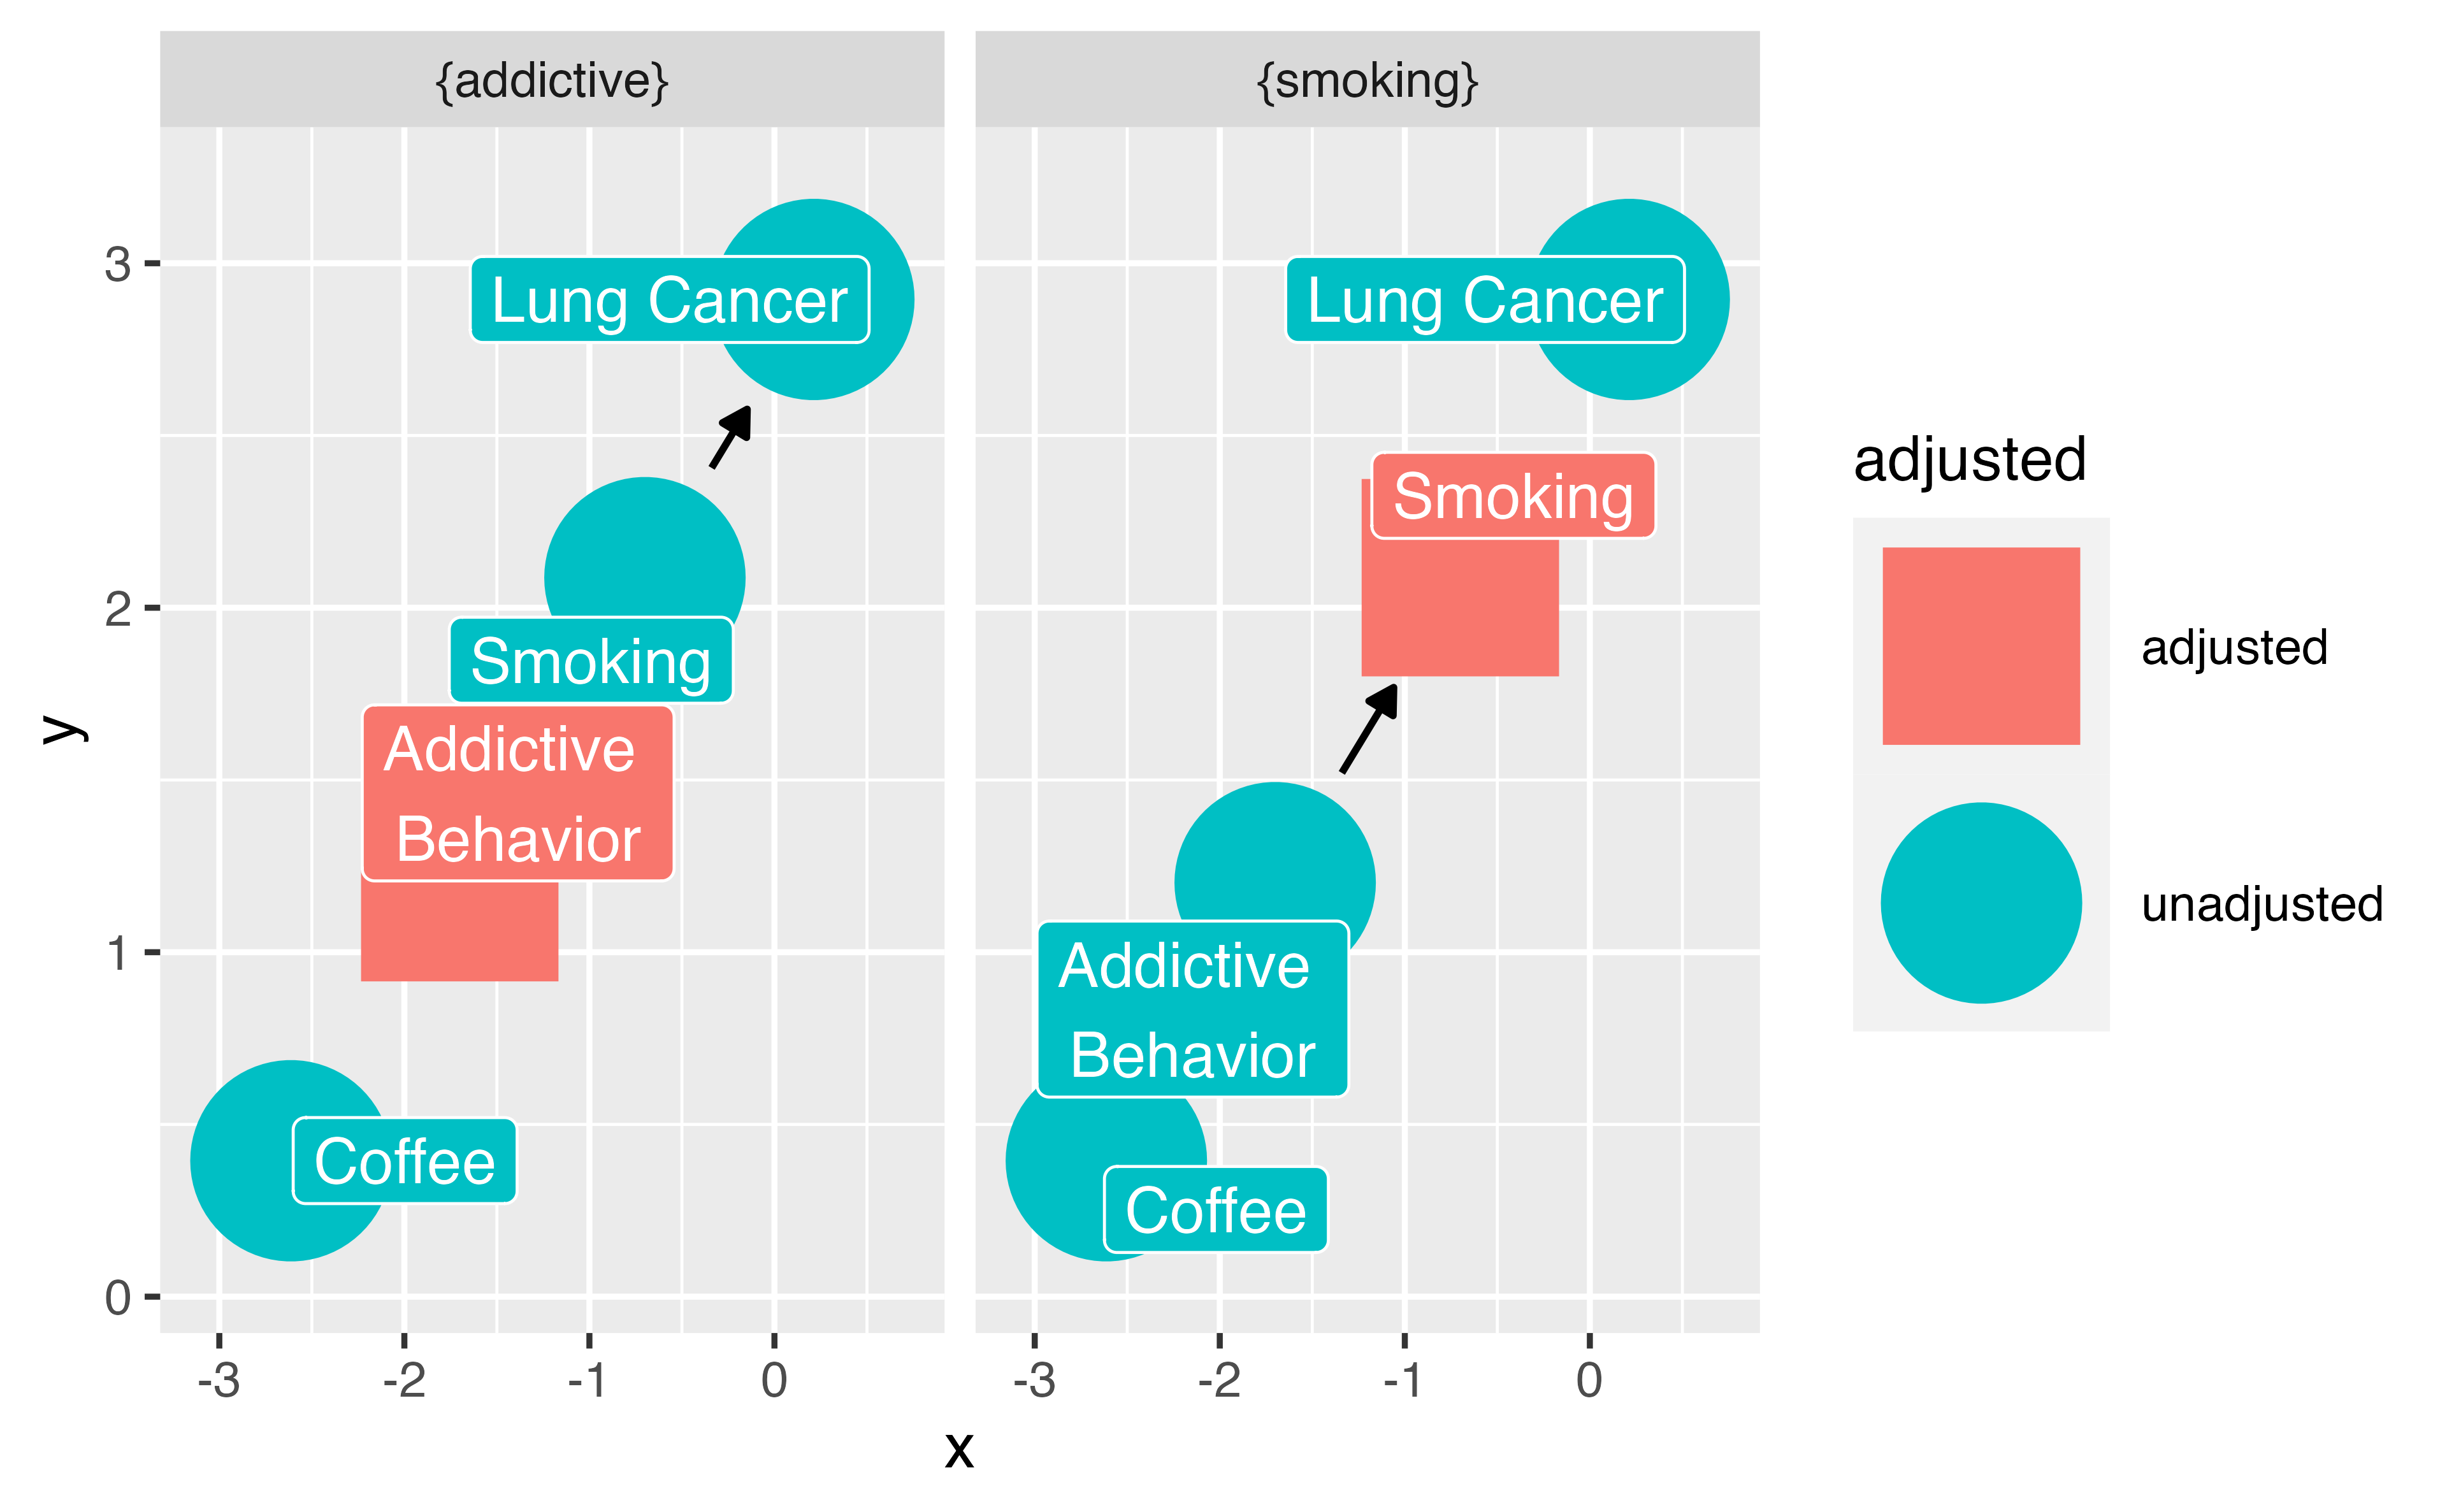 {addictive}
{smoking}
Lung Cancer
Smoking
Addictive
Behavior
Coffee
Lung Cancer
Smoking
Addictive
Behavior
Coffee
3
2
1
0
y
-3 -2 -1 0
-3 -2 -1 0
x
adjusted
adjusted
unadjusted